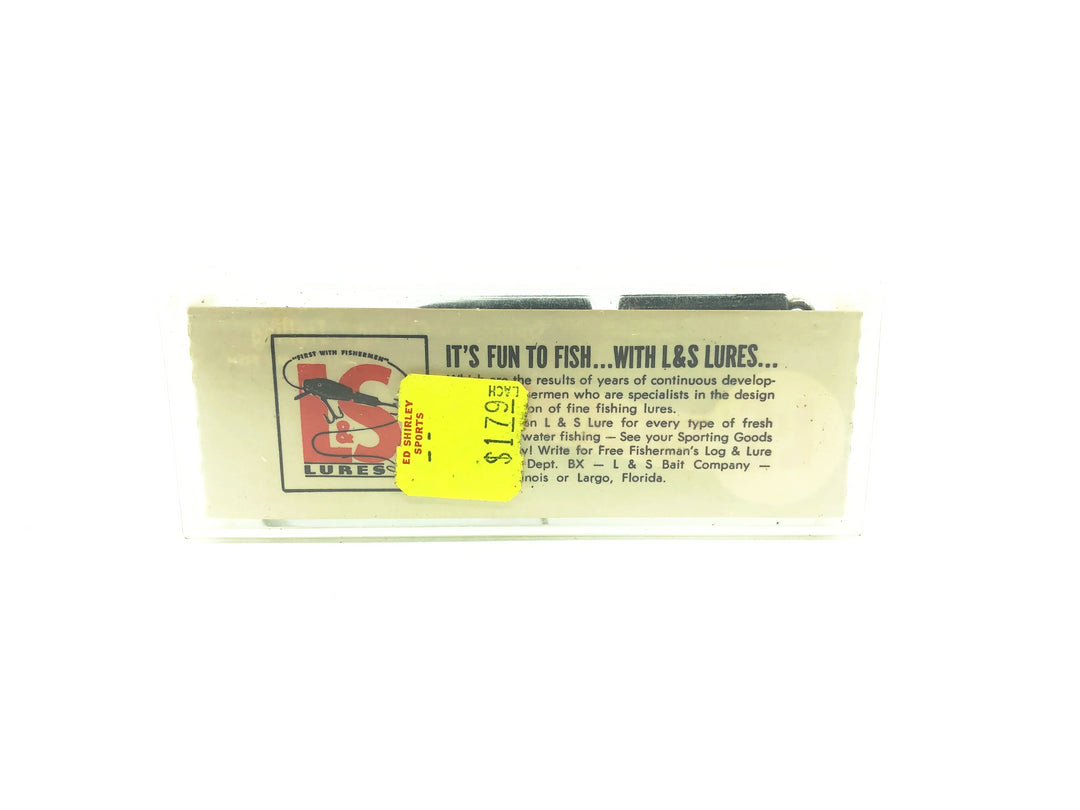 "FIRST WITH FISHERMEN"
L&S
LURES
IT'S FUN TO FISH...WITH L&S LURES...
the results of years of continuous develop-
ermen who are specialists in the design
on of fine fishing lures.
an L & S Lure for every type of fresh
water fishing — See your Sporting Goods
y! Write for Free Fisherman's Log & Lure
Dept. BX — L & S Bait Company —
inois or Largo, Florida.
ED SHIRLEY
SPORTS
$1.79